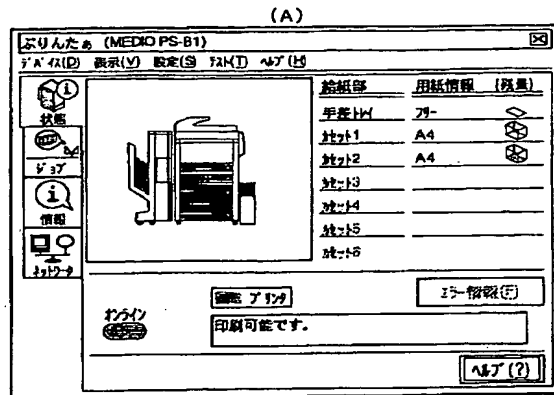 (A)
ぷりんたぁ (MEDIO PS-B1)
ﾃﾞﾊﾞｲｽ(D) 表示(V) 設定(S) ﾃｽﾄ(T) ﾍﾙﾌﾟ(H)
状態
ｼﾞｮﾌﾞ
情報
ﾈｯﾄﾜｰｸ
給紙部 用紙情報 (残量)
手差ﾄﾚｲ ﾌﾘｰ
ｶｾｯﾄ1 A4
ｶｾｯﾄ2 A4
ｶｾｯﾄ3
ｶｾｯﾄ4
ｶｾｯﾄ5
ｶｾｯﾄ6
ｵﾝﾗｲﾝ
ﾌﾟﾘﾝﾀ
ｴﾗｰ情報(E)
印刷可能です。
ﾍﾙﾌﾟ(?)